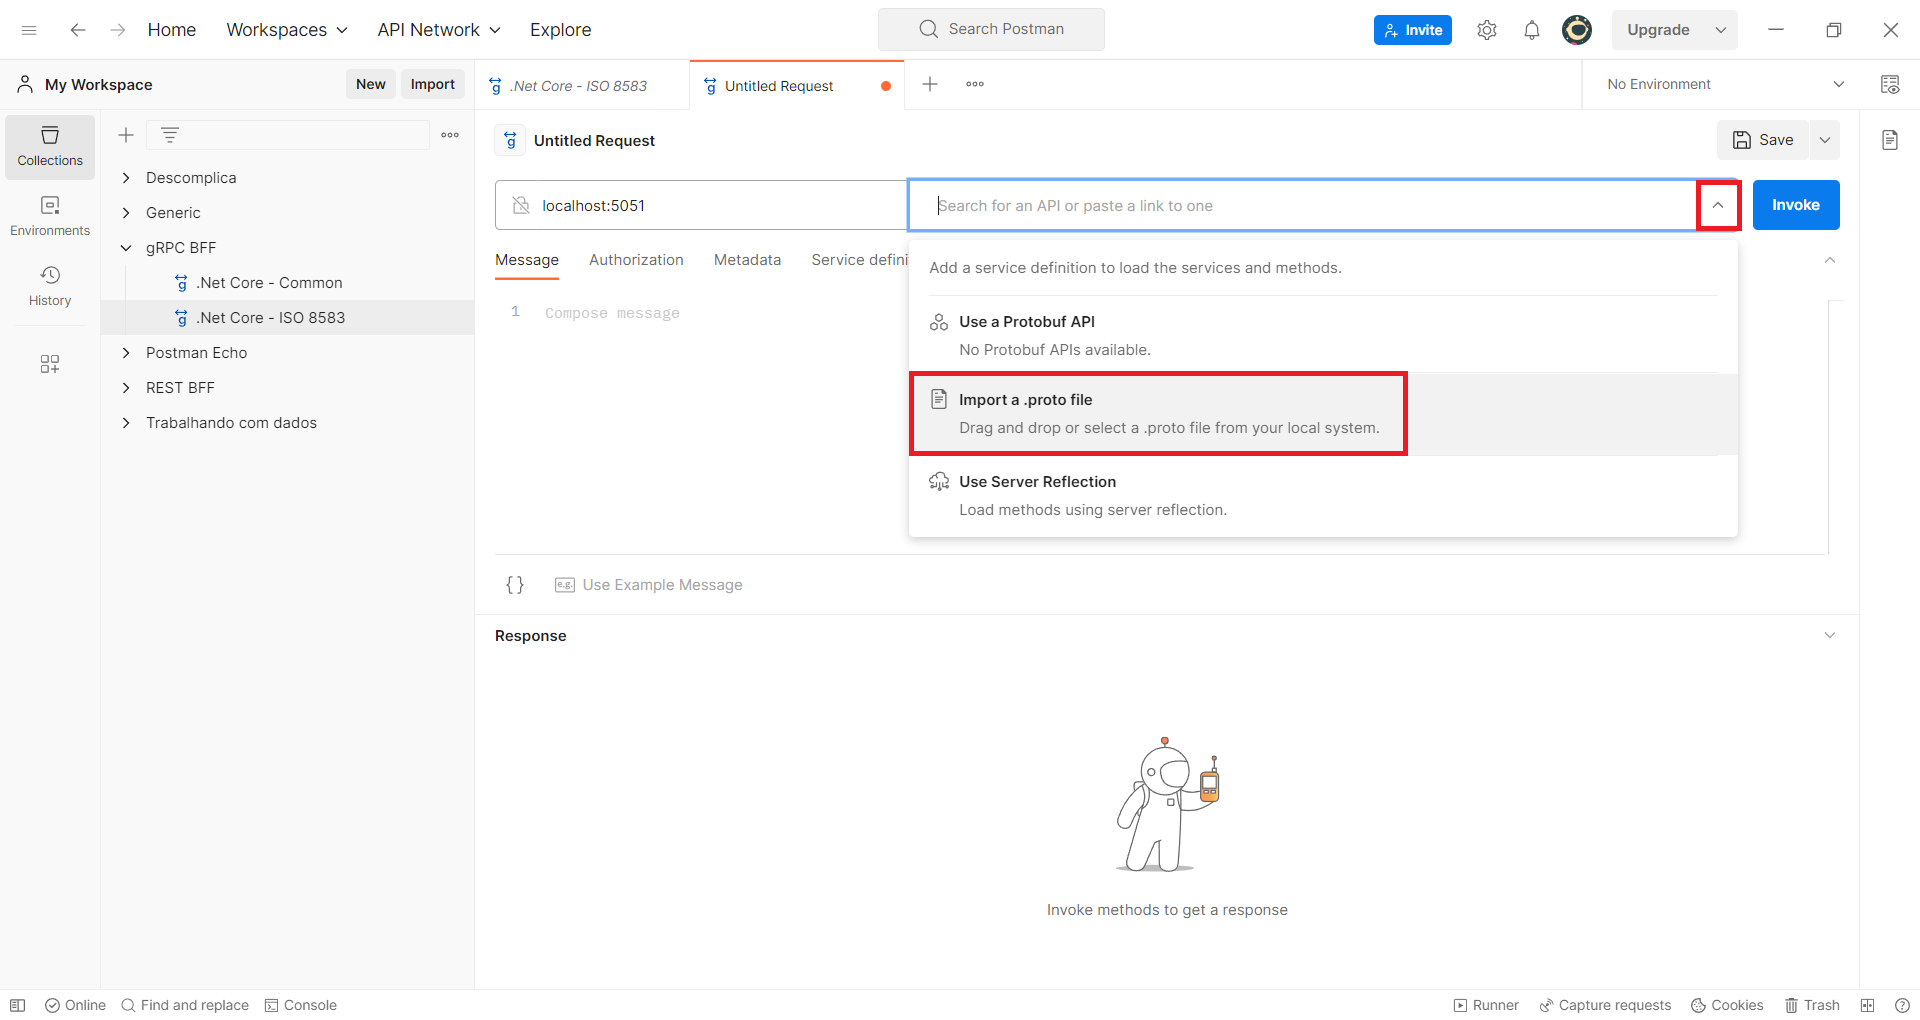 Home
Workspaces
API Network
Explore
Search Postman
Invite
Upgrade
My Workspace
New
Import
.Net Core - ISO 8583
Untitled Request
No Environment
Collections
Environments
History
Descomplica
Generic
gRPC BFF
.Net Core - Common
.Net Core - ISO 8583
Postman Echo
REST BFF
Trabalhando com dados
g
Untitled Request
Save
localhost:5051
Search for an API or paste a link to one
Invoke
Message
Authorization
Metadata
Service defini
1
Compose message
Add a service definition to load the services and methods.
Use a Protobuf API
No Protobuf APIs available.
Import a .proto file
Drag and drop or select a .proto file from your local system.
Use Server Reflection
Load methods using server reflection.
{}
e.g.
Use Example Message
Response
Invoke methods to get a response
Online
Find and replace
Console
Runner
Capture requests
Cookies
Trash